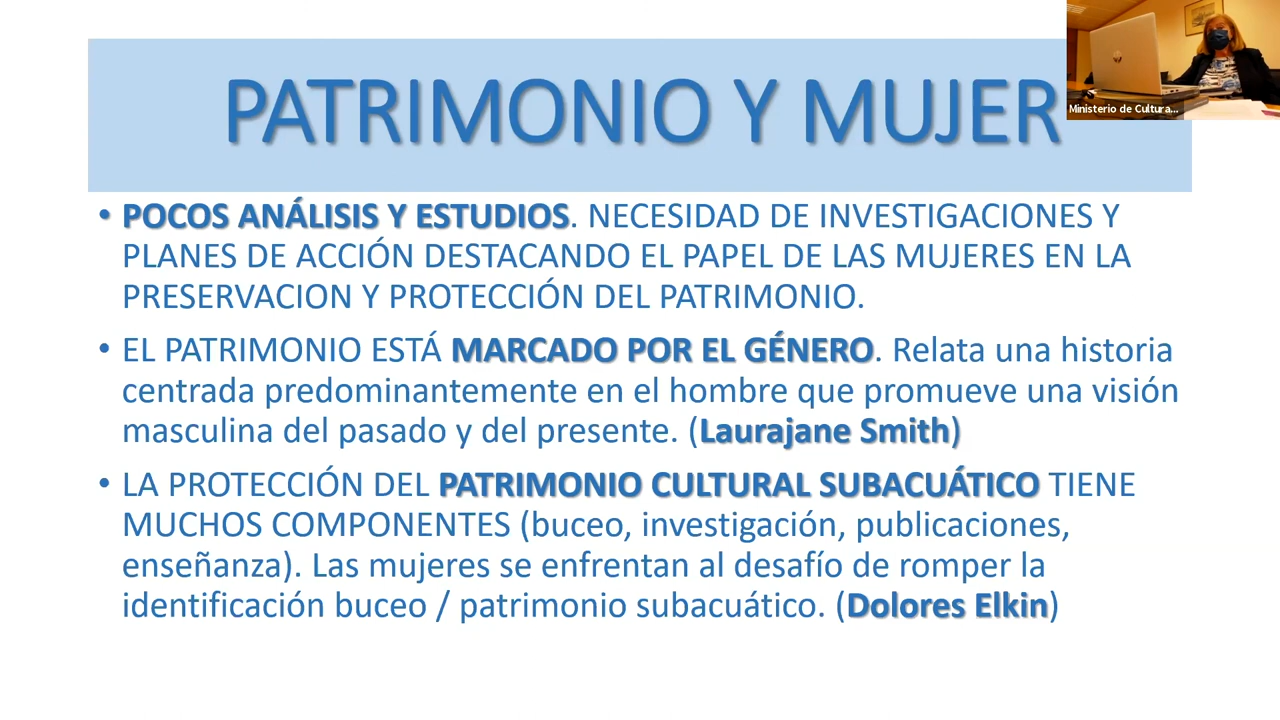 PATRIMONIO Y MUJER
Ministerio de Cultura...
• POCOS ANÁLISIS Y ESTUDIOS. NECESIDAD DE INVESTIGACIONES Y
PLANES DE ACCIÓN DESTACANDO EL PAPEL DE LAS MUJERES EN LA
PRESERVACION Y PROTECCIÓN DEL PATRIMONIO.
• EL PATRIMONIO ESTÁ MARCADO POR EL GÉNERO. Relata una historia
centrada predominantemente en el hombre que promueve una visión
masculina del pasado y del presente. (Laurajane Smith)
• LA PROTECCIÓN DEL PATRIMONIO CULTURAL SUBACUÁTICO TIENE
MUCHOS COMPONENTES (buceo, investigación, publicaciones,
enseñanza). Las mujeres se enfrentan al desafío de romper la
identificación buceo / patrimonio subacuático. (Dolores Elkin)